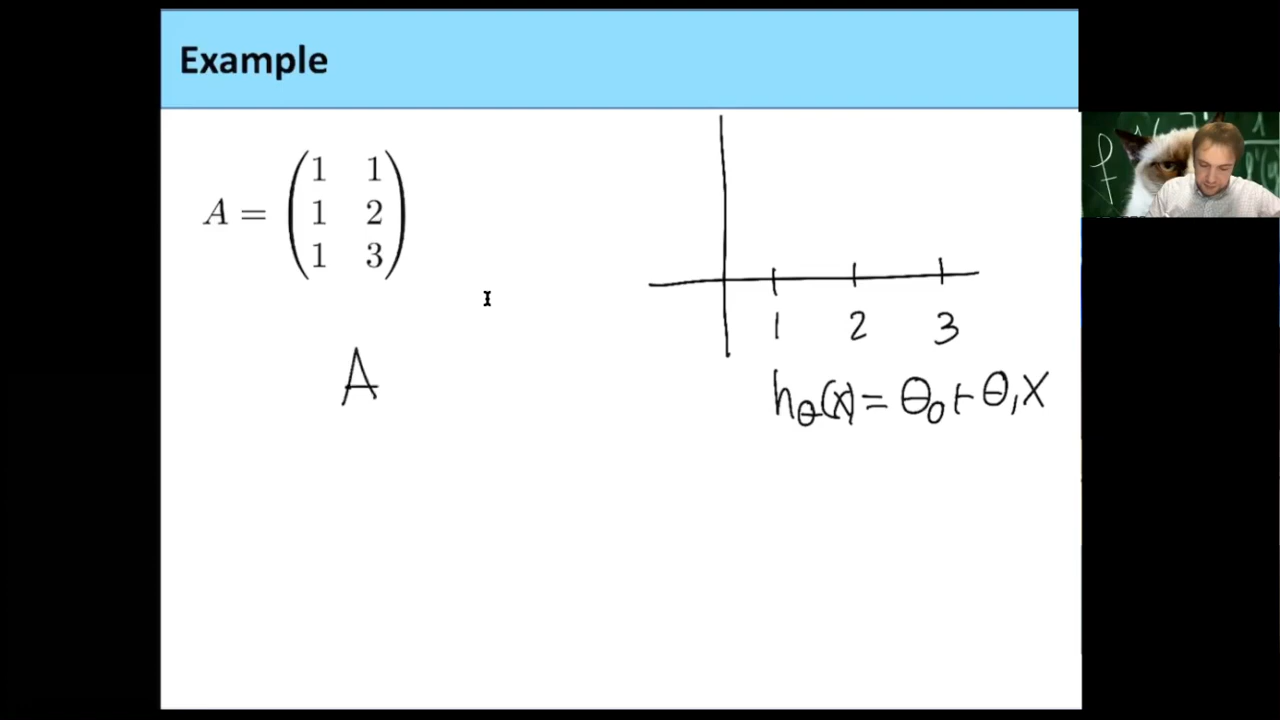 Example
A = (1 1
1 2
1 3)
A
1 2 3
hθ(x) = θ0 + θ1x